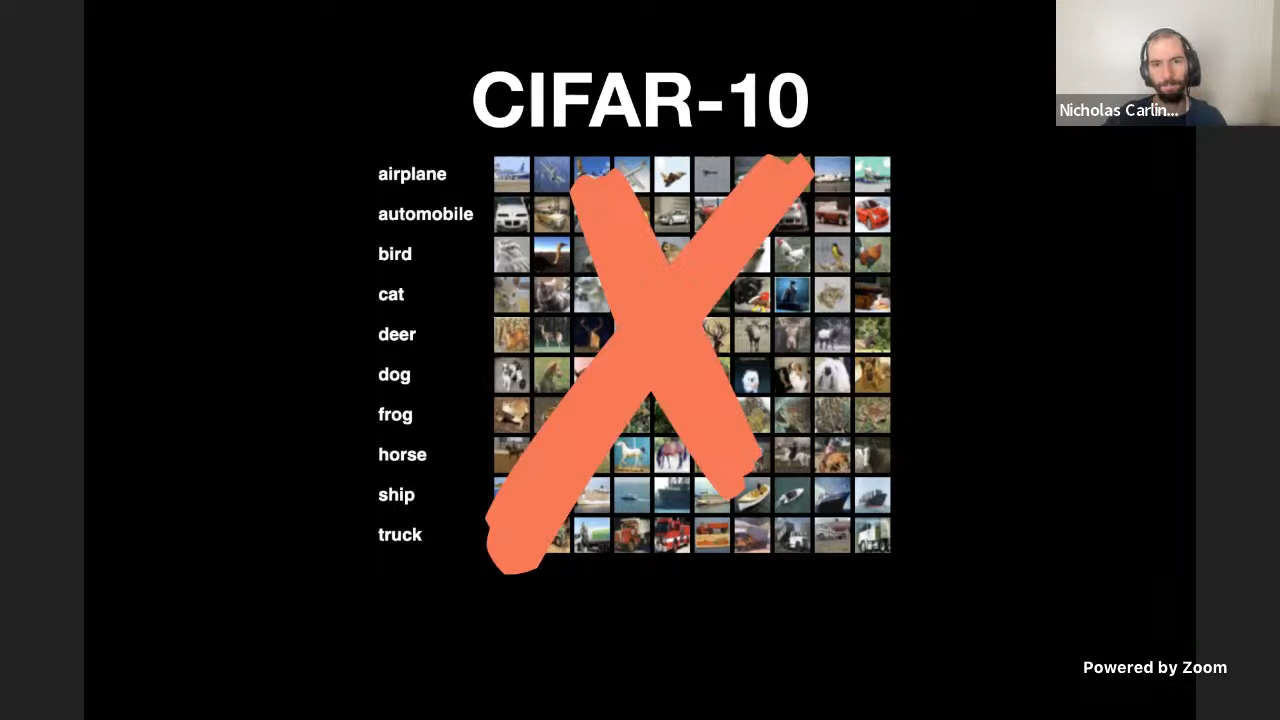 CIFAR-10
Nicholas Carlin...
airplane
automobile
bird
cat
deer
dog
frog
horse
ship
truck
Powered by Zoom